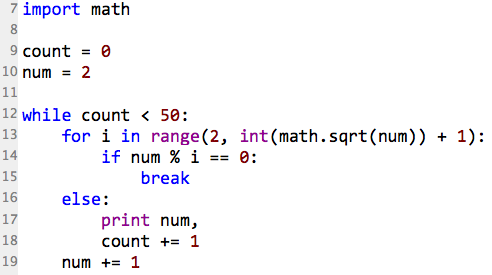 7 import math
8
9 count = 0
10 num = 2
11
12 while count < 50:
13     for i in range(2, int(math.sqrt(num)) + 1):
14         if num % i == 0:
15             break
16     else:
17         print num,
18         count += 1
19     num += 1